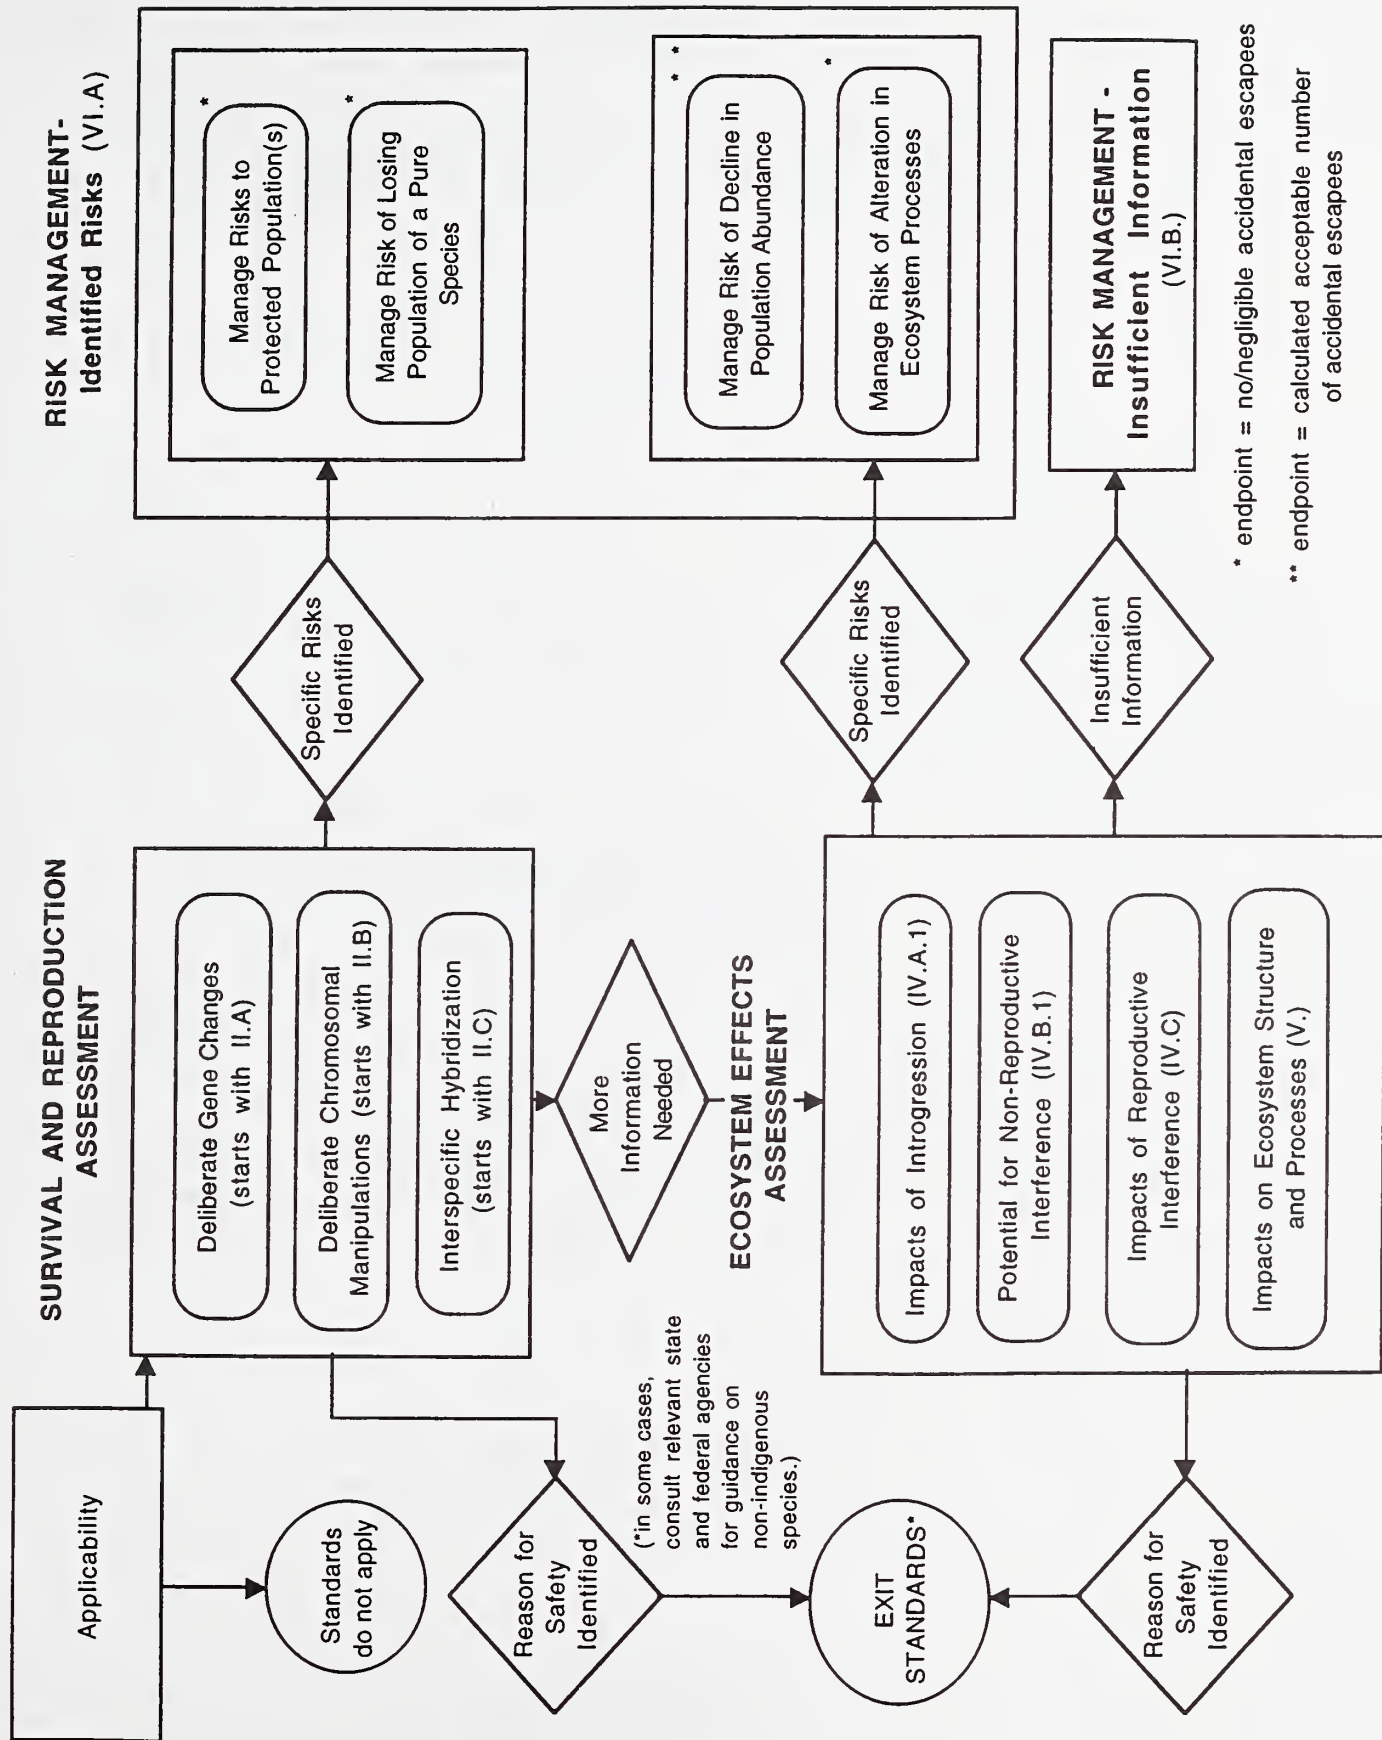 Applicability
Standards
do not apply
SURVIVAL AND REPRODUCTION
ASSESSMENT
Deliberate Gene Changes
(starts with II.A)
Deliberate Chromosomal
Manipulations (starts with II.B)
Interspecific Hybridization
(starts with II.C)
Reason for
Safety
Identified
(*in some cases,
consult relevant state
and federal agencies
for guidance on
non-indigenous
species.)
EXIT
STANDARDS*
Reason for
Safety
Identified
More
Information
Needed
ECOSYSTEM EFFECTS
ASSESSMENT
Impacts of Introgression (IV.A.1)
Potential for Non-Reproductive
Interference (IV.B.1)
Impacts of Reproductive
Interference (IV.C)
Impacts on Ecosystem Structure
and Processes (V.)
Specific Risks
Identified
Specific Risks
Identified
Insufficient
Information
RISK MANAGEMENT-
Identified Risks (VI.A)
*
Manage Risks to
Protected Population(s)
*
Manage Risk of Losing
Population of a Pure
Species
* *
Manage Risk of Decline in
Population Abundance
*
Manage Risk of Alteration in
Ecosystem Processes
RISK MANAGEMENT -
Insufficient Information
(VI.B.)
* endpoint = no/negligible accidental escapees
** endpoint = calculated acceptable number
of accidental escapees